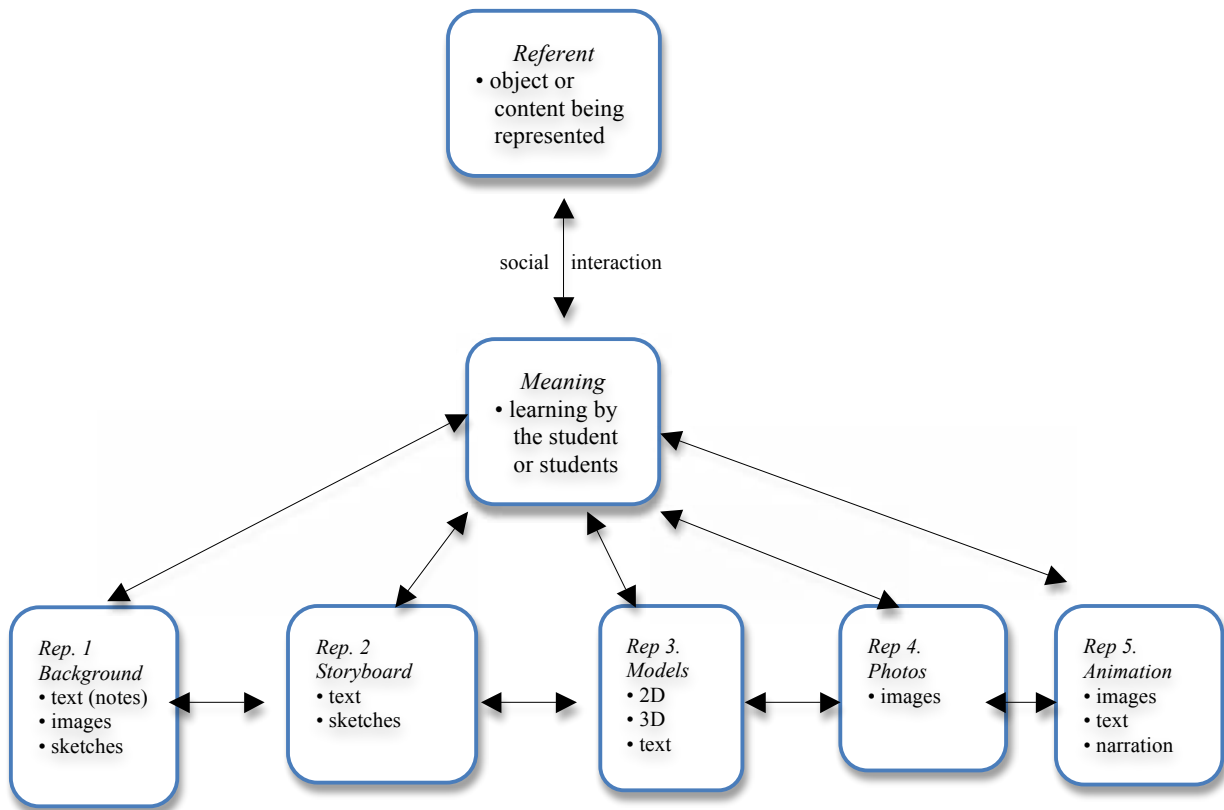 Referent
• object or
content being
represented
social interaction
Meaning
• learning by
the student
or students
Rep. 1
Background
• text (notes)
• images
• sketches
Rep. 2
Storyboard
• text
• sketches
Rep 3.
Models
• 2D
• 3D
• text
Rep 4.
Photos
• images
Rep 5.
Animation
• images
• text
• narration